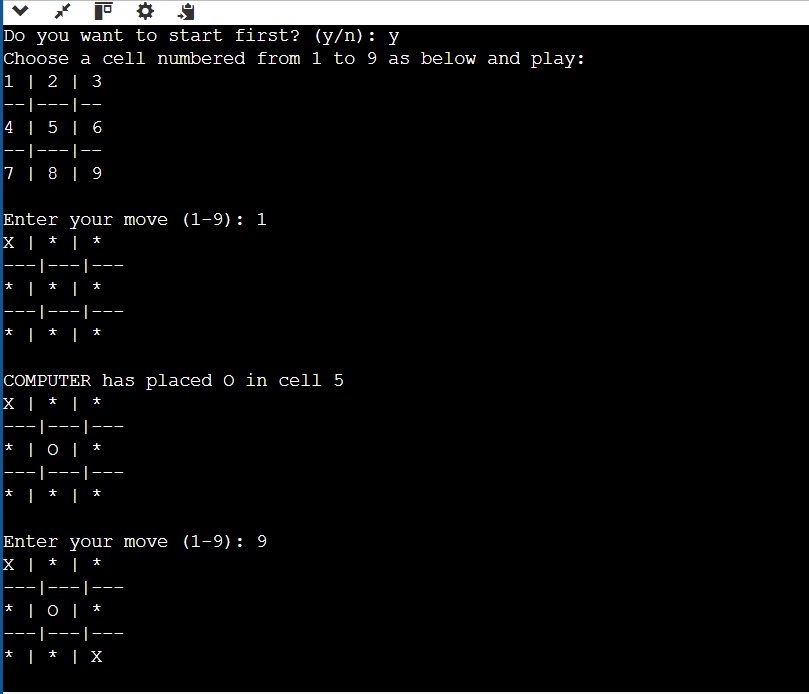 Do you want to start first? (y/n): y
Choose a cell numbered from 1 to 9 as below and play:
1 | 2 | 3
--|---|--
4 | 5 | 6
--|---|--
7 | 8 | 9
Enter your move (1-9): 1
X | * | *
---|---|---
* | * | *
---|---|---
* | * | *
COMPUTER has placed O in cell 5
X | * | *
---|---|---
* | O | *
---|---|---
* | * | *
Enter your move (1-9): 9
X | * | *
---|---|---
* | O | *
---|---|---
* | * | X